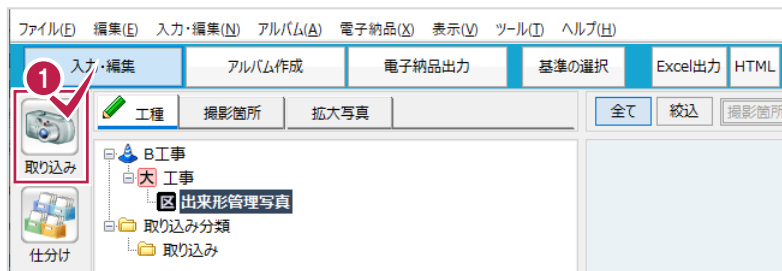 ファイル(F) 編集(E) 入力・編集(N) アルバム(A) 電子納品(X) 表示(V) ツール(T) ヘルプ(H)
入力・編集 アルバム作成 電子納品出力 基準の選択 Excel出力 HTML
1
取り込み
工種 撮影箇所 拡大写真 全て 絞込 撮影箇所
B工事
大 工事
区 出来形管理写真
取り込み分類
取り込み
仕分け